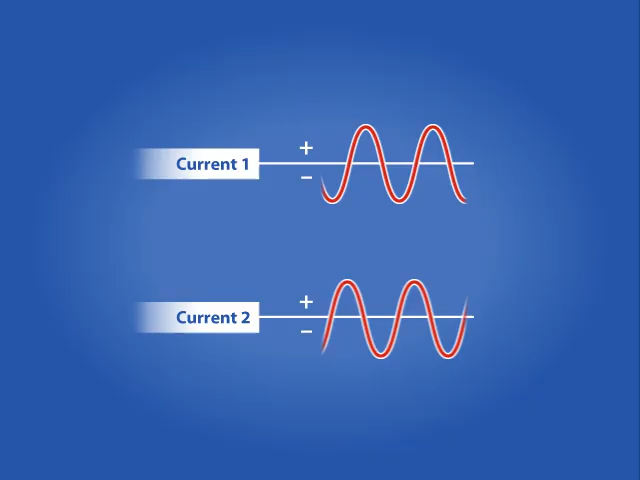 Current 1
+
–
Current 2
+
–